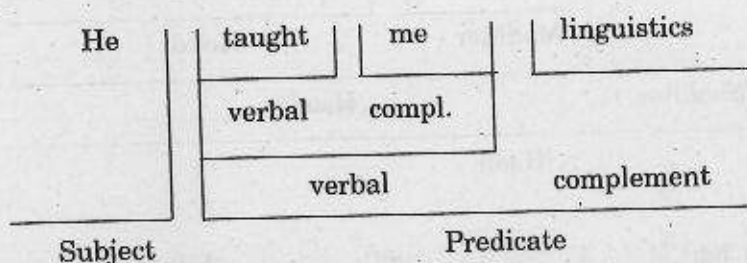 He taught me linguistics
verbal compl.
verbal complement
Subject Predicate